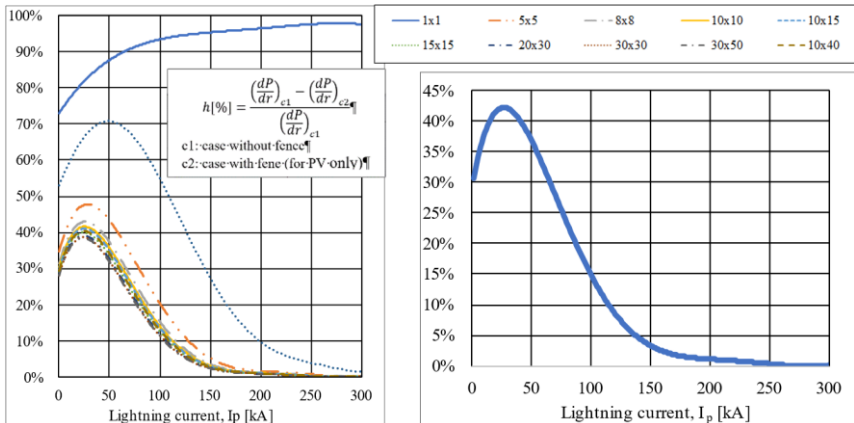 100%
90%
80%
70%
60%
50%
40%
30%
20%
10%
0%
h[%] = ((dP/dr)c1 − (dP/dr)c2) / (dP/dr)c1¶
c1:·case·without·fence¶
c2:·case·with·fene·(for·PV·only)¶
0 50 100 150 200 250 300
Lightning current, Ip [kA]
1x1 5x5 8x8 10x10 10x15
15x15 20x30 30x30 30x50 10x40
45%
40%
35%
30%
25%
20%
15%
10%
5%
0%
0 50 100 150 200 250 300
Lightning current, Ip [kA]